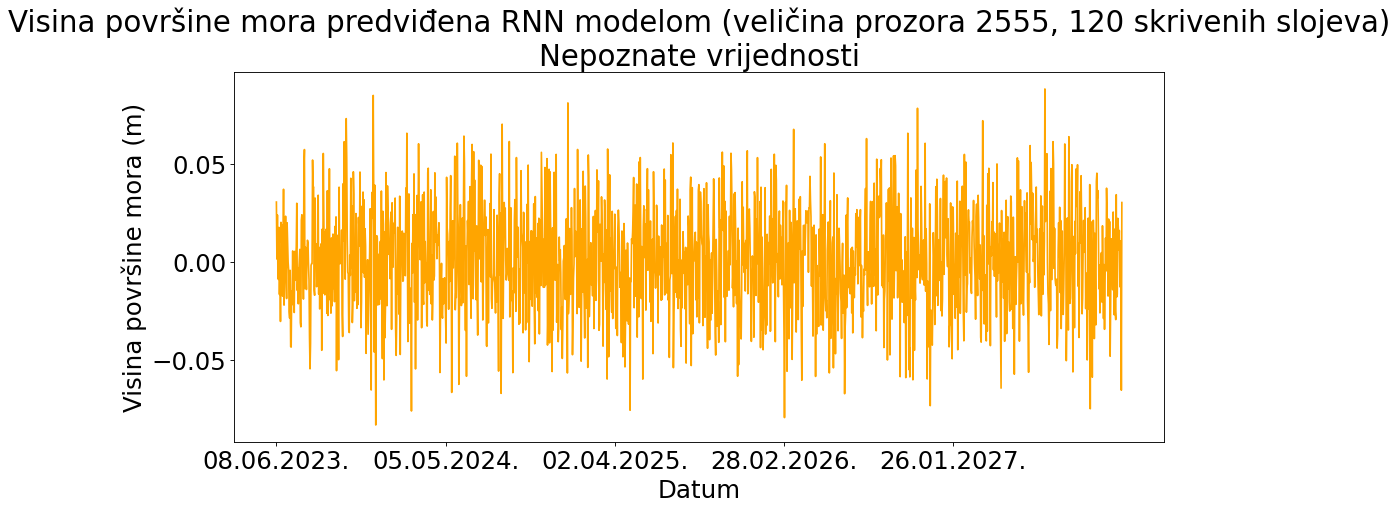 Visina površine mora predviđena RNN modelom (veličina prozora 2555, 120 skrivenih slojeva)
Nepoznate vrijednosti
Visina površine mora (m)
0.05
0.00
−0.05
08.06.2023. 05.05.2024. 02.04.2025. 28.02.2026. 26.01.2027.
Datum